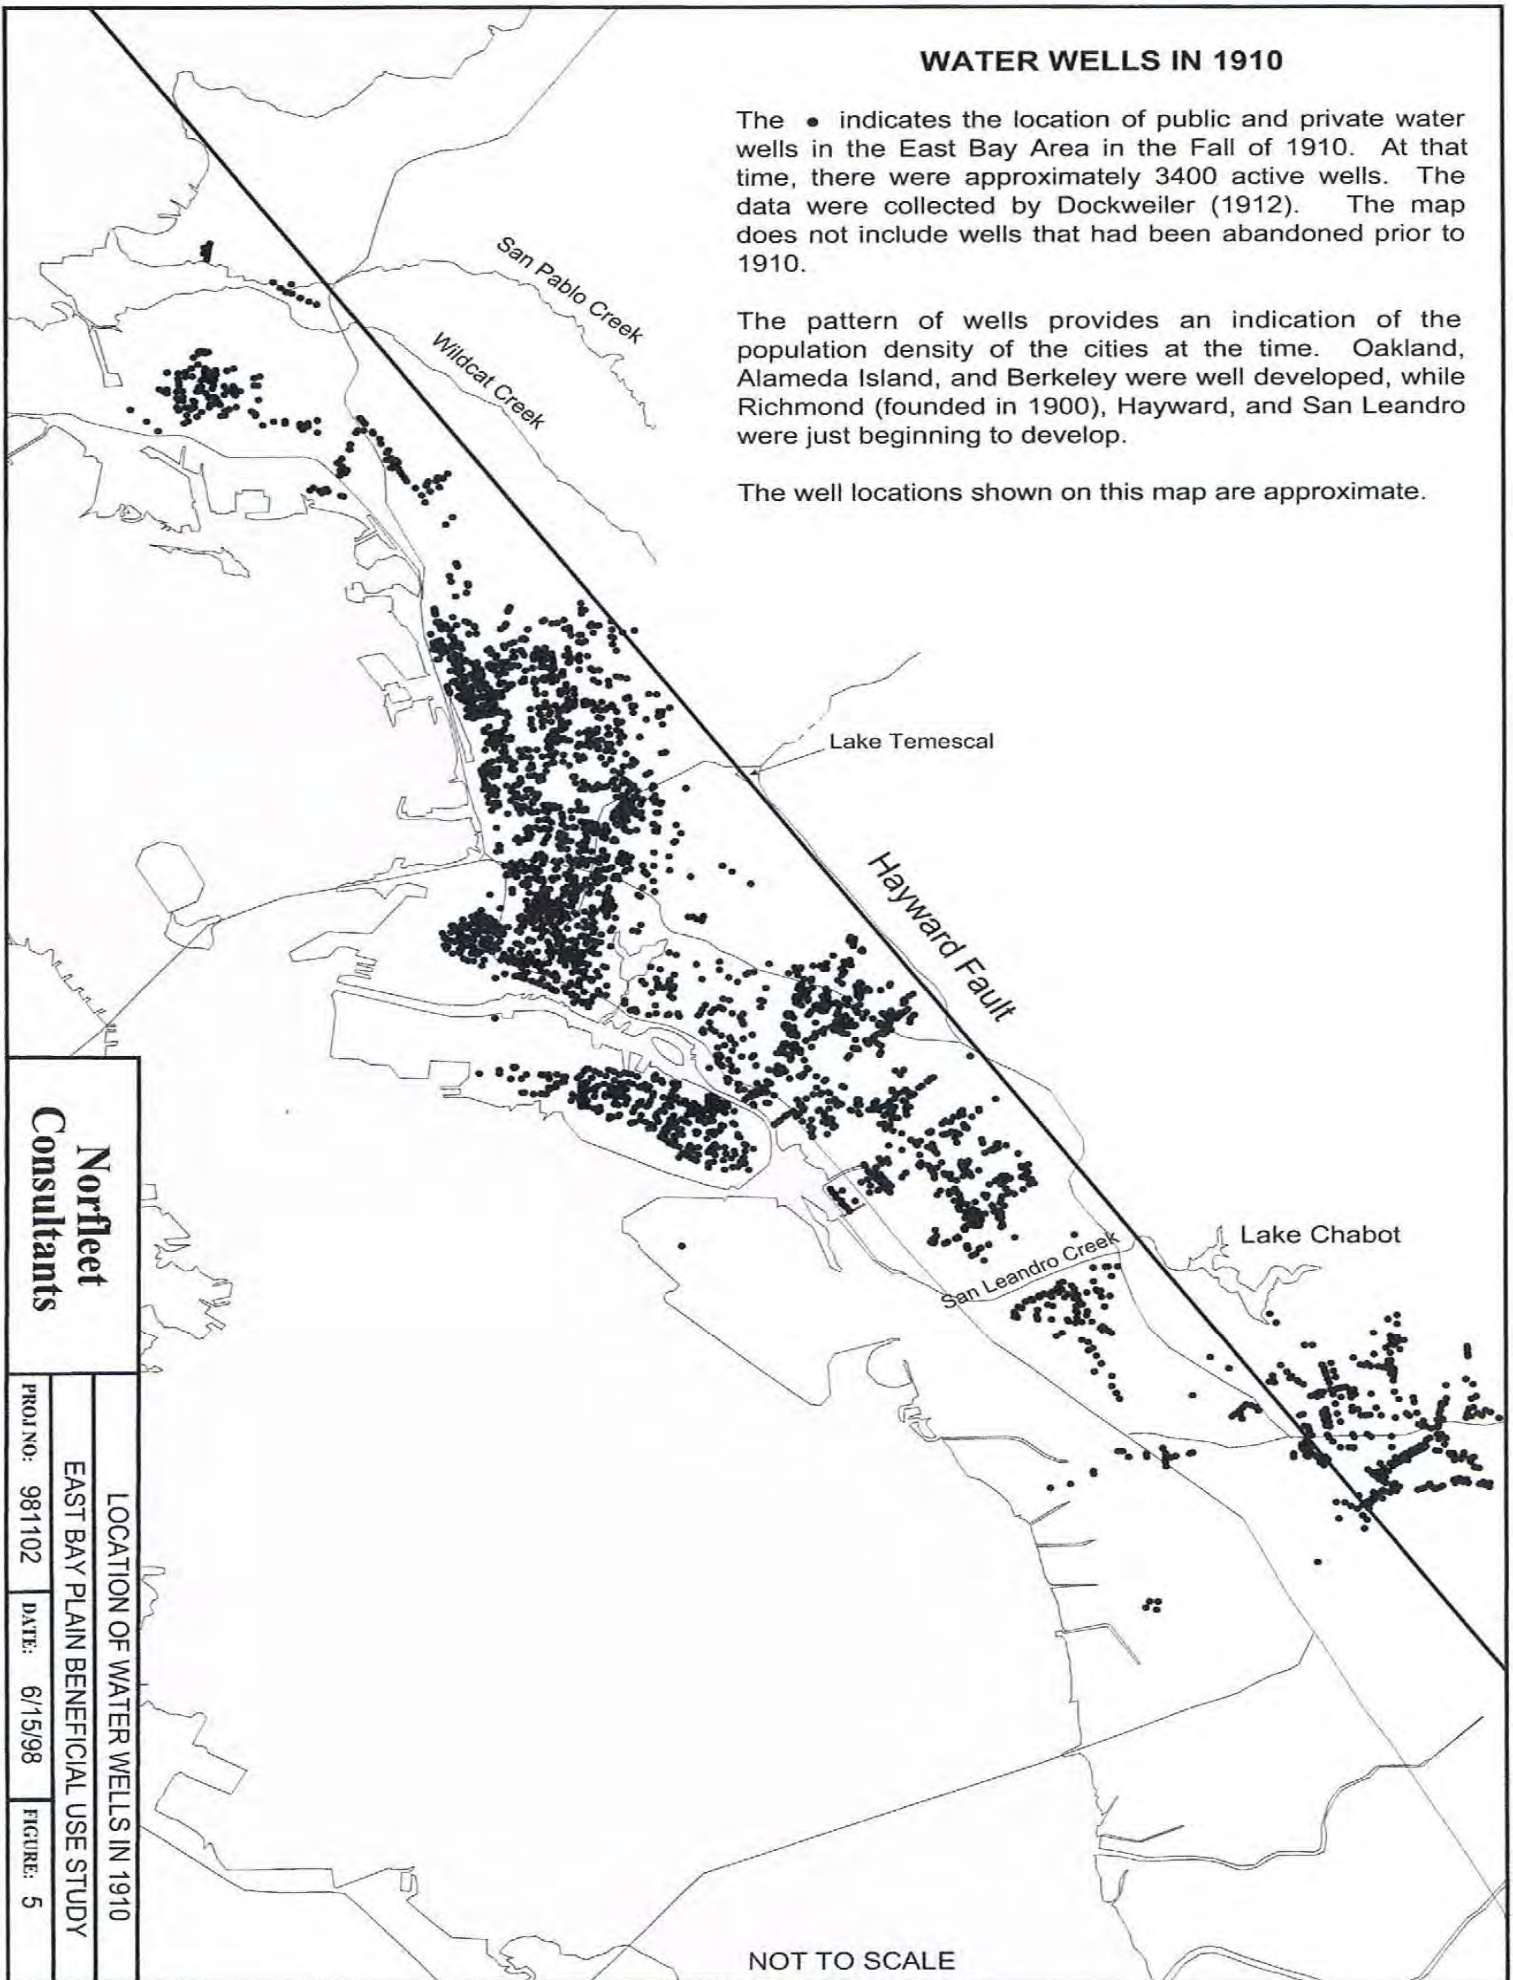 WATER WELLS IN 1910
The • indicates the location of public and private water
wells in the East Bay Area in the Fall of 1910. At that
time, there were approximately 3400 active wells. The
data were collected by Dockweiler (1912). The map
does not include wells that had been abandoned prior to
1910.
The pattern of wells provides an indication of the
population density of the cities at the time. Oakland,
Alameda Island, and Berkeley were well developed, while
Richmond (founded in 1900), Hayward, and San Leandro
were just beginning to develop.
The well locations shown on this map are approximate.
San Pablo Creek
Wildcat Creek
Lake Temescal
Hayward Fault
Lake Chabot
San Leandro Creek
Norfleet
Consultants
LOCATION OF WATER WELLS IN 1910
EAST BAY PLAIN BENEFICIAL USE STUDY
PROJ NO: 981102
DATE: 6/15/98
FIGURE: 5
NOT TO SCALE